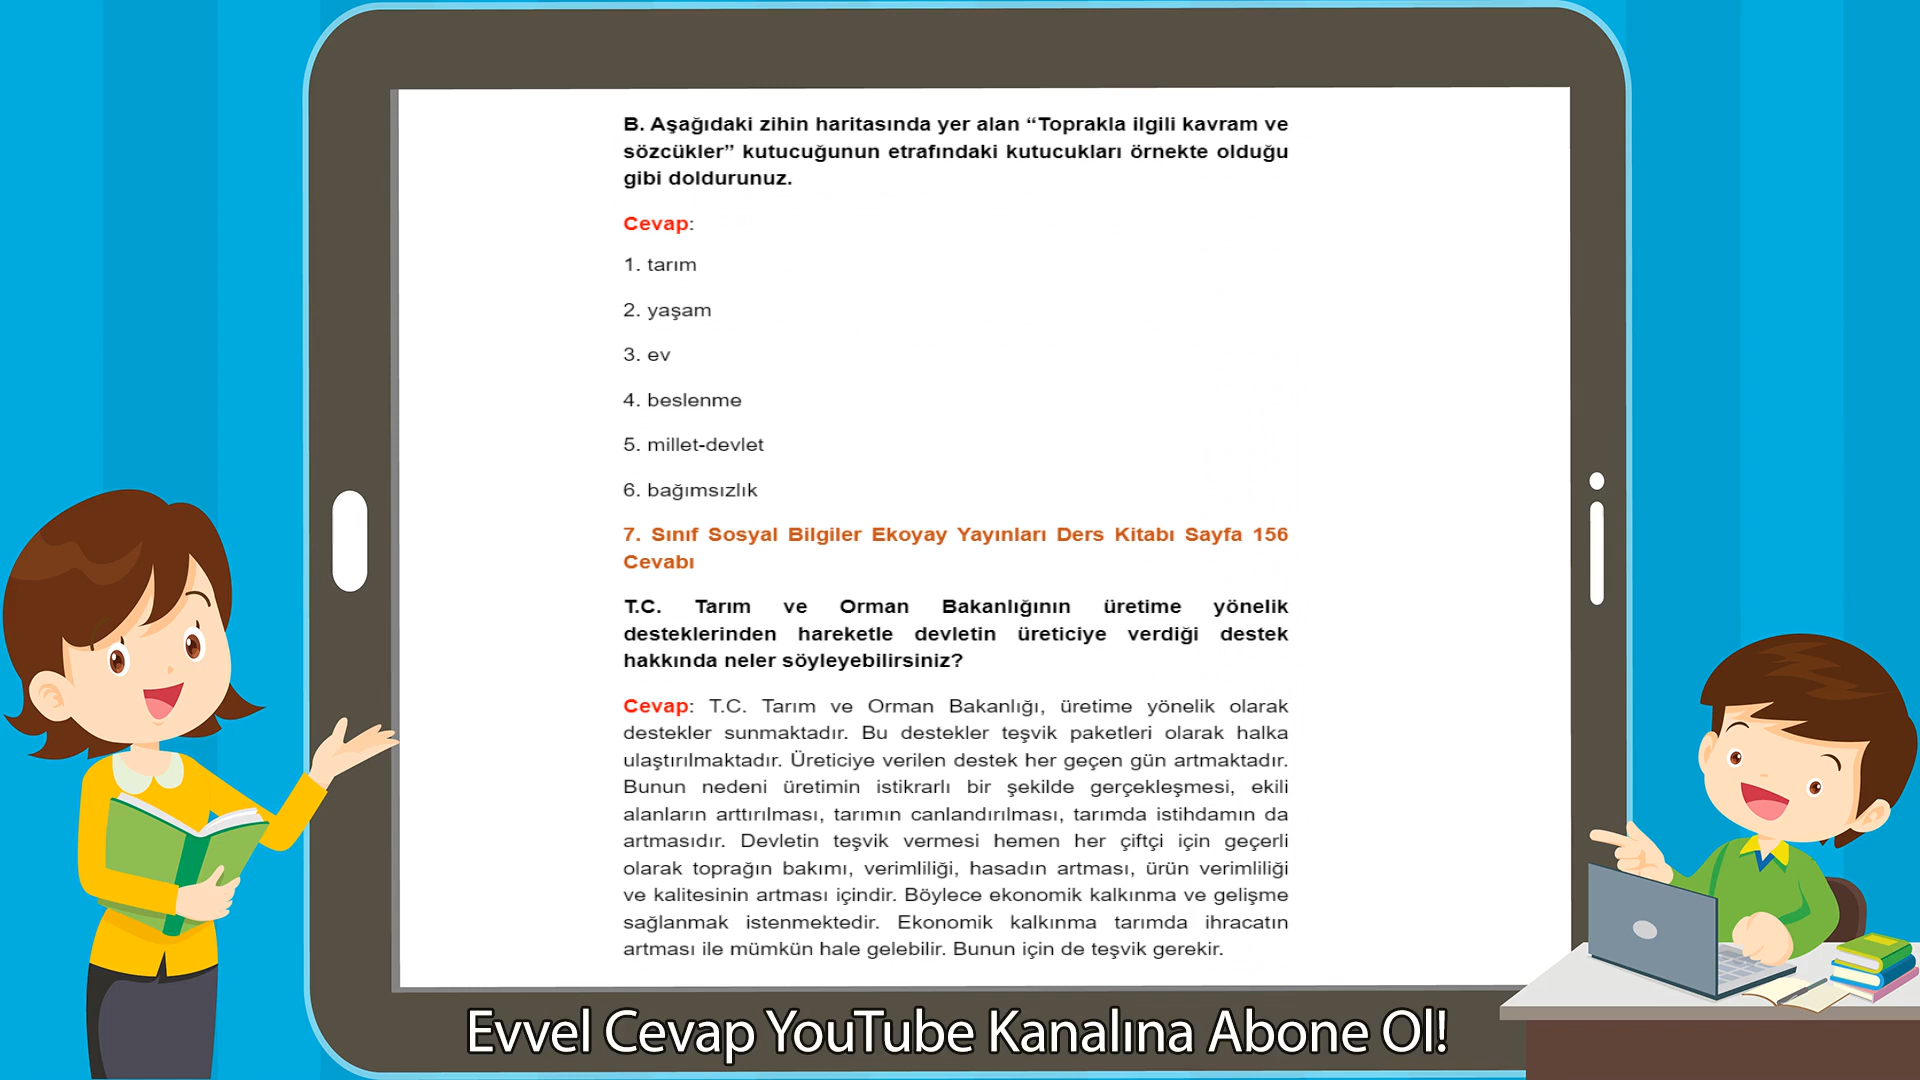 B. Aşağıdaki zihin haritasında yer alan “Toprakla ilgili kavram ve
sözcükler” kutucuğunun etrafındaki kutucukları örnekte olduğu
gibi doldurunuz.
Cevap:
1. tarım
2. yaşam
3. ev
4. beslenme
5. millet-devlet
6. bağımsızlık
7. Sınıf Sosyal Bilgiler Ekoyay Yayınları Ders Kitabı Sayfa 156
Cevabı
T.C. Tarım ve Orman Bakanlığının üretime yönelik
desteklerinden hareketle devletin üreticiye verdiği destek
hakkında neler söyleyebilirsiniz?
Cevap: T.C. Tarım ve Orman Bakanlığı, üretime yönelik olarak
destekler sunmaktadır. Bu destekler teşvik paketleri olarak halka
ulaştırılmaktadır. Üreticiye verilen destek her geçen gün artmaktadır.
Bunun nedeni üretimin istikrarlı bir şekilde gerçekleşmesi, ekili
alanların arttırılması, tarımın canlandırılması, tarımda istihdamın da
artmasıdır. Devletin teşvik vermesi hemen her çiftçi için geçerli
olarak toprağın bakımı, verimliliği, hasadın artması, ürün verimliliği
ve kalitesinin artması içindir. Böylece ekonomik kalkınma ve gelişme
sağlanmak istenmektedir. Ekonomik kalkınma tarımda ihracatın
artması ile mümkün hale gelebilir. Bunun için de teşvik gerekir.
Evvel Cevap YouTube Kanalına Abone Ol!